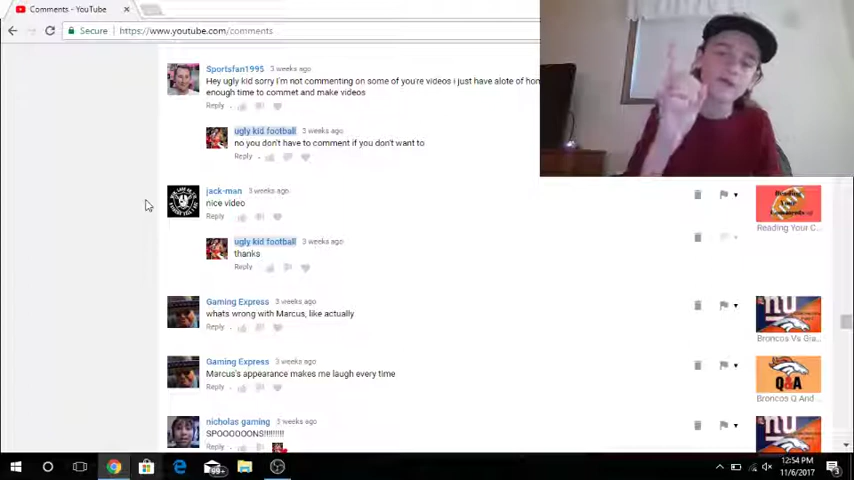 Comments - YouTube
Secure https://www.youtube.com/comments
Sportsfan1995 3 weeks ago
Hey ugly kid sorry I'm not commenting on some of you're videos i just have alote of hom
enough time to commet and make videos
Reply
ugly kid football 3 weeks ago
no you don't have to comment if you don't want to
Reply
jack-man 3 weeks ago
nice video
Reply
Reading Your C...
ugly kid football 3 weeks ago
thanks
Reply
Gaming Express 3 weeks ago
whats wrong with Marcus, like actually
Reply
Broncos Vs Gia...
Gaming Express 3 weeks ago
Marcus's appearance makes me laugh every time
Reply
Q&A
Broncos Q And ...
nicholas gaming 3 weeks ago
SPOOOOONS!!!!!!!!!
Reply
99+
12:54 PM
11/6/2017